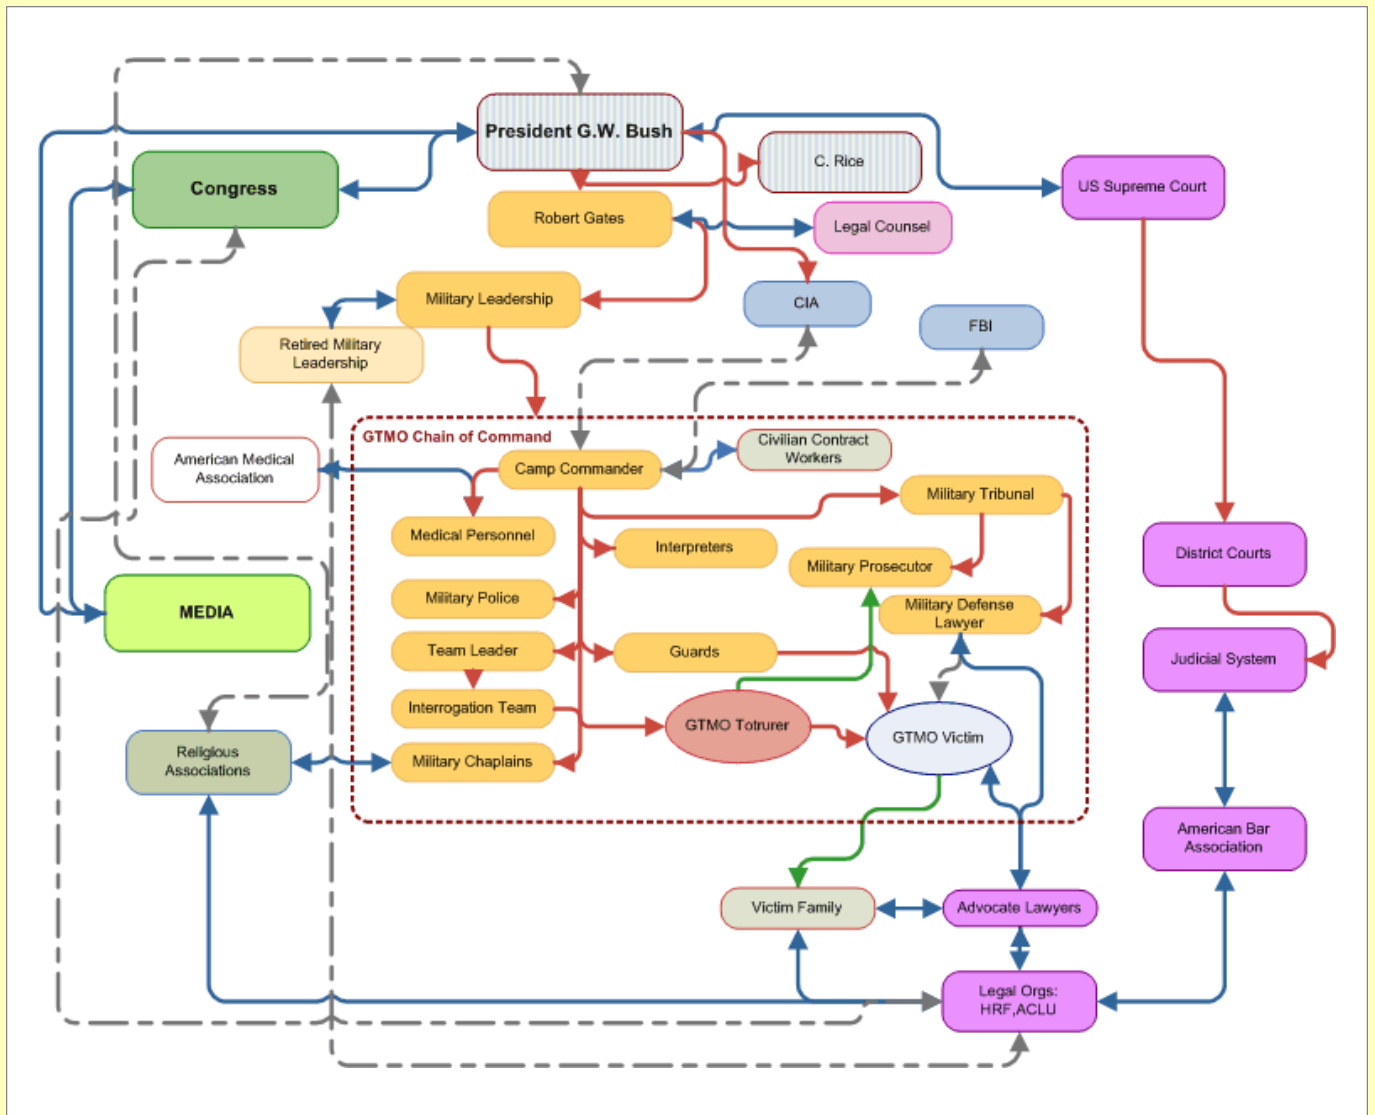 President G.W. Bush
C. Rice
Congress
US Supreme Court
Robert Gates
Legal Counsel
Military Leadership
CIA
FBI
Retired Military
Leadership
GTMO Chain of Command
Civilian Contract
Workers
American Medical
Association
Camp Commander
Military Tribunal
Medical Personnel
Interpreters
District Courts
Military Prosecutor
Military Police
MEDIA
Military Defense
Lawyer
Team Leader
Guards
Judicial System
Interrogation Team
GTMO Totrurer
GTMO Victim
Religious
Associations
Military Chaplains
American Bar
Association
Victim Family
Advocate Lawyers
Legal Orgs:
HRF,ACLU